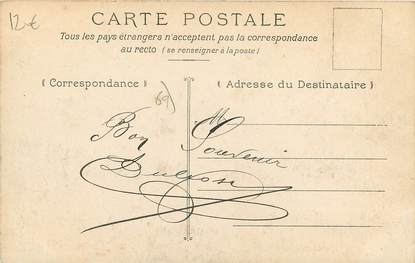 12€
CARTE POSTALE
Tous les pays étrangers n'acceptent pas la correspondance
au recto (se renseigner à la poste)
(Correspondance)
(Adresse du Destinataire)
69)
M
Bon Souvenir